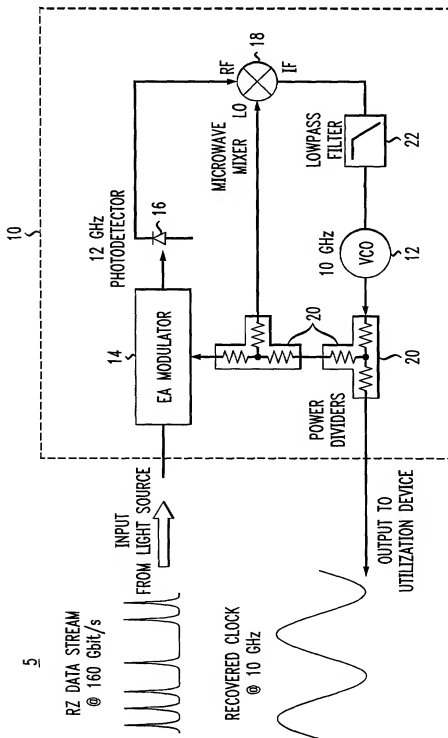 5
RZ DATA STREAM
@ 160 Gbit/s
INPUT
FROM LIGHT SOURCE
RECOVERED CLOCK
@ 10 GHz
OUTPUT TO
UTILIZATION DEVICE
10
14
EA MODULATOR
12 GHz
PHOTODETECTOR
16
MICROWAVE
MIXER
RF
LO
IF
18
20
POWER
DIVIDERS
20
10 GHz
VCO
12
LOWPASS
FILTER
22